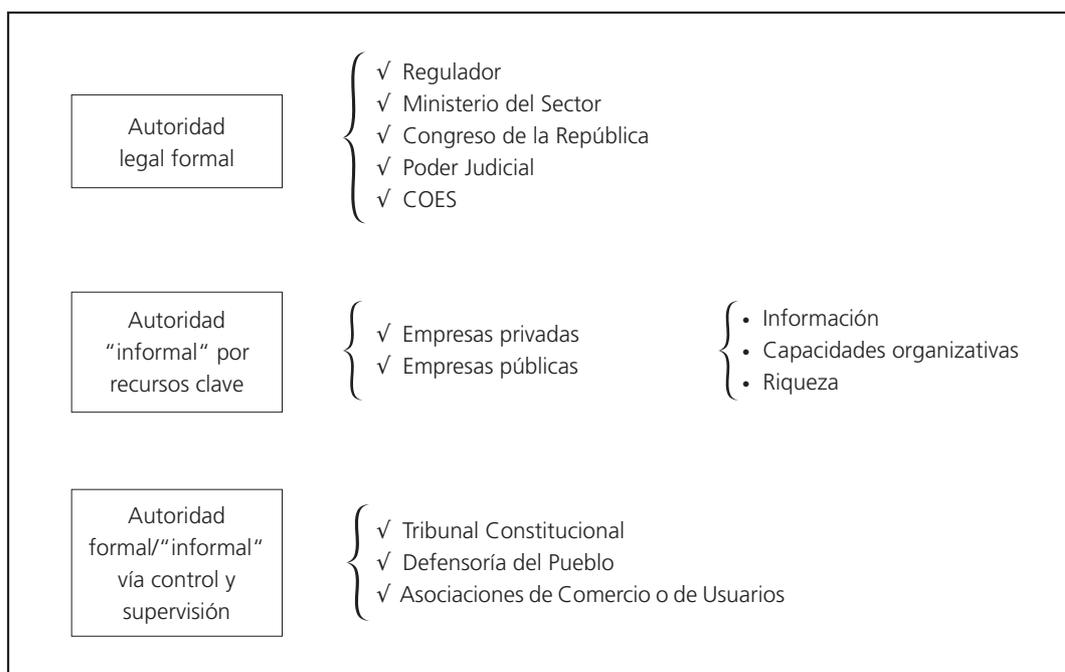 Autoridad
legal formal
√ Regulador
√ Ministerio del Sector
√ Congreso de la República
√ Poder Judicial
√ COES
Autoridad
“informal“ por
recursos clave
√ Empresas privadas
√ Empresas públicas
• Información
• Capacidades organizativas
• Riqueza
Autoridad
formal/“informal“
vía control y
supervisión
√ Tribunal Constitucional
√ Defensoría del Pueblo
√ Asociaciones de Comercio o de Usuarios